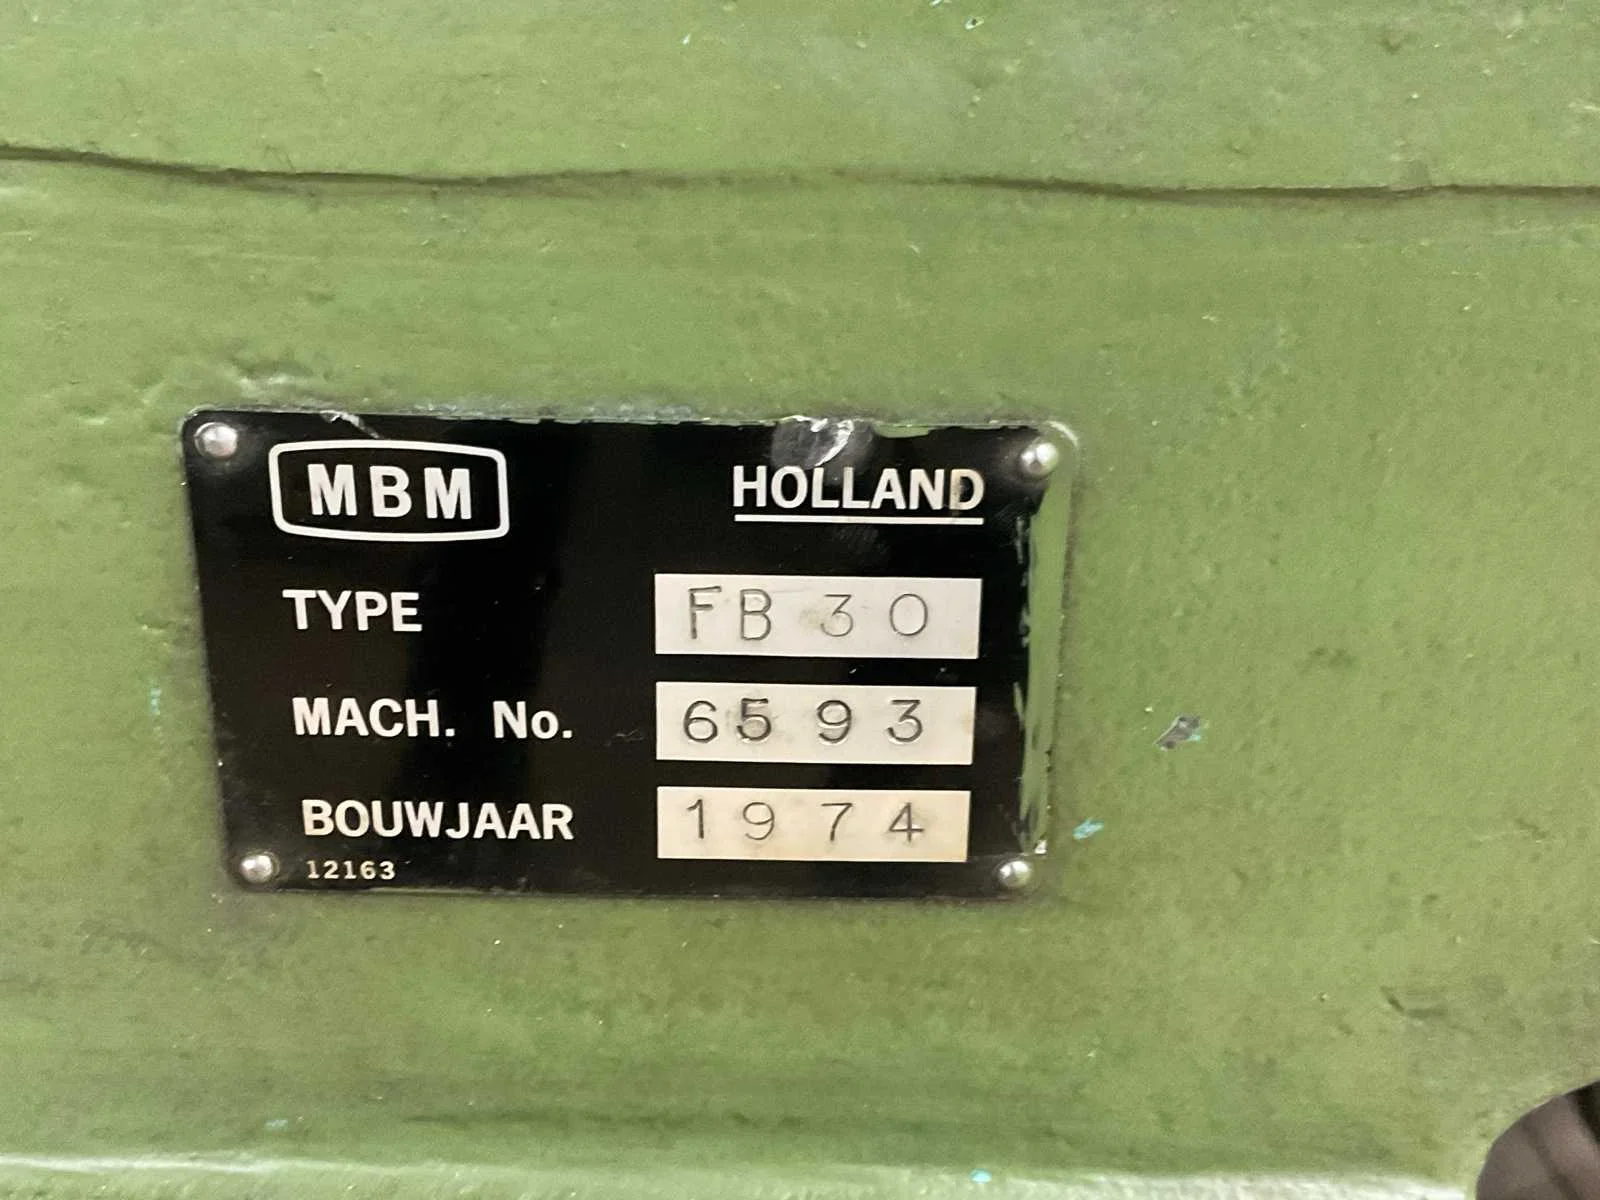 MBM HOLLAND
TYPE FB 30
MACH. No. 6593
BOUWJAAR 1974
12163